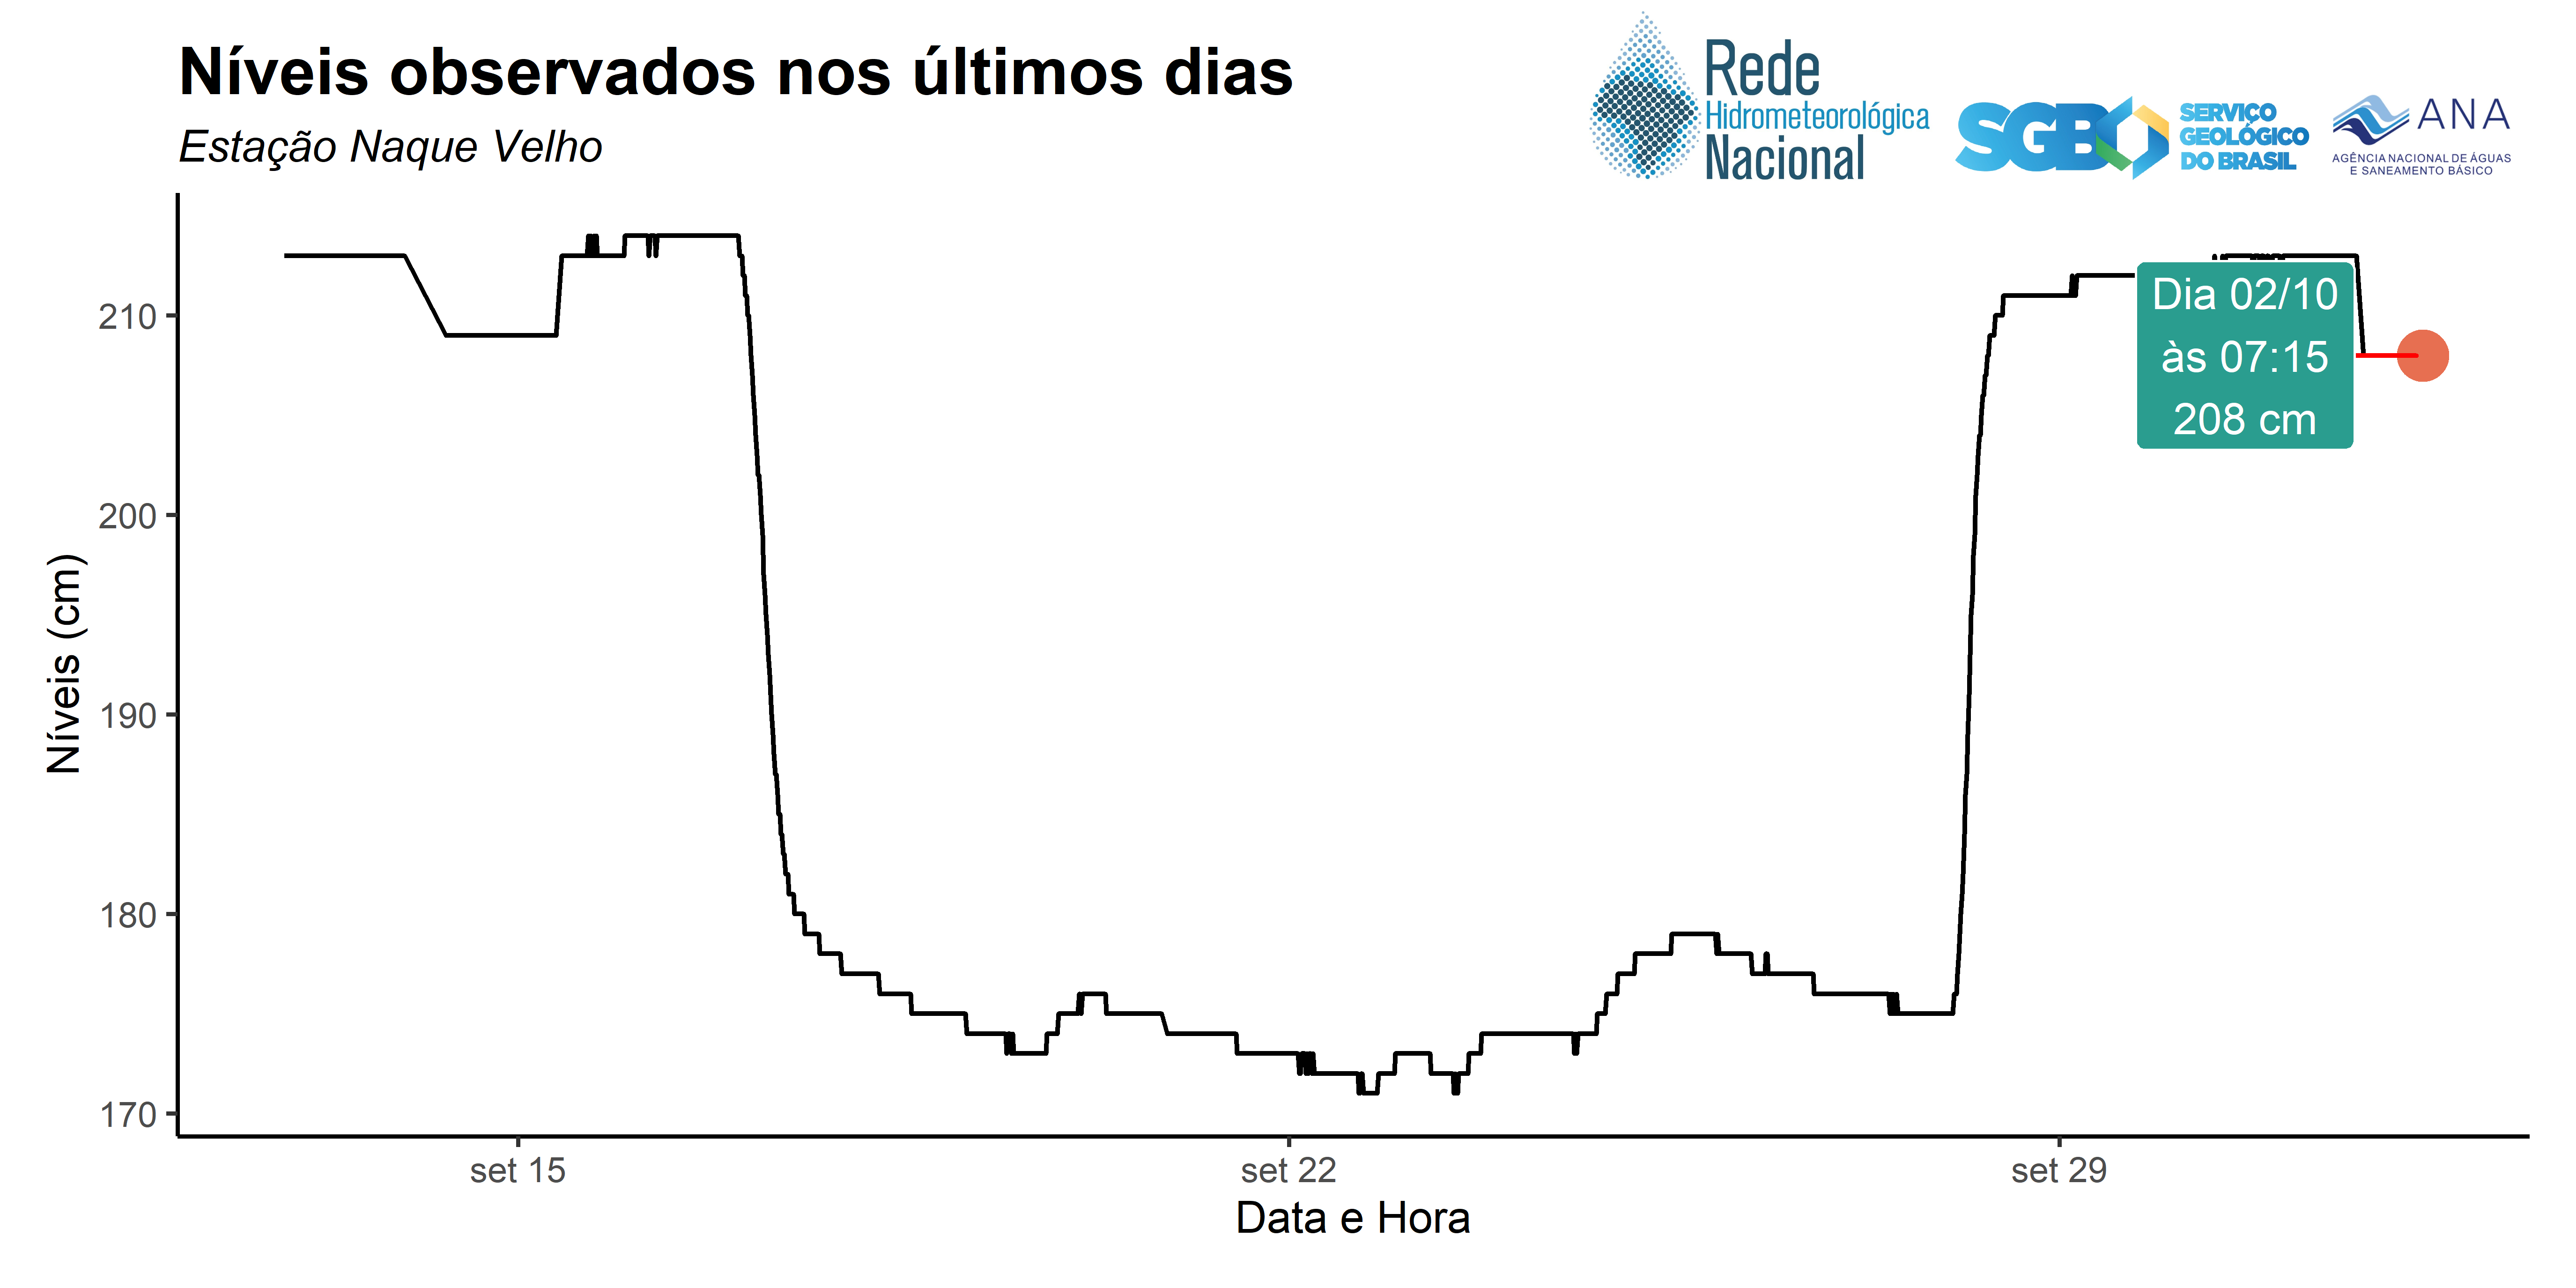 Níveis observados nos últimos dias
Estação Naque Velho
Rede
Hidrometeorológica
Nacional
SGB
SERVIÇO
GEOLÓGICO
DO BRASIL
ANA
AGÊNCIA NACIONAL DE ÁGUAS
E SANEAMENTO BÁSICO
Níveis (cm)
210
200
190
180
170
Dia 02/10
às 07:15
208 cm
set 15
set 22
set 29
Data e Hora